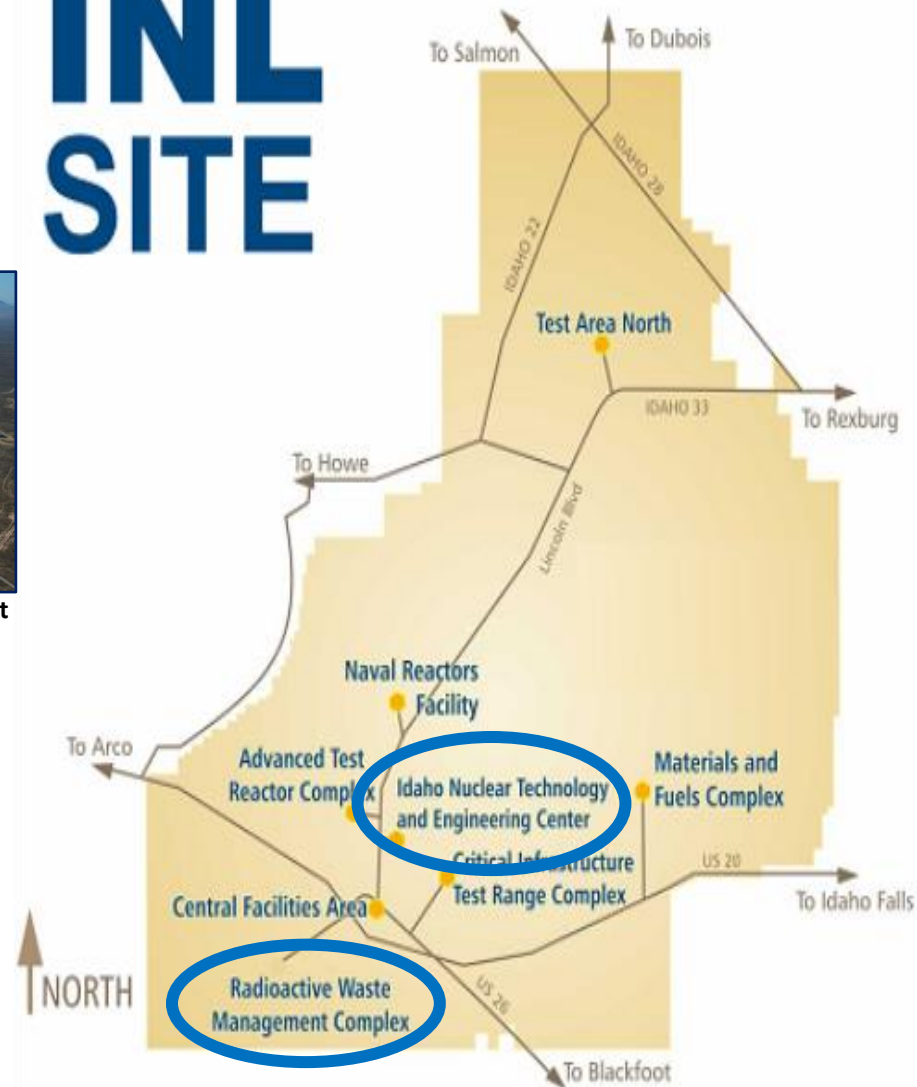 INL
SITE
To Salmon
To Dubois
IDAHO 28
IDAHO 22
Test Area North
IDAHO 33
To Rexburg
To Howe
Lincoln Blvd
t
Naval Reactors
Facility
To Arco
Advanced Test
Reactor Complex
Idaho Nuclear Technology
and Engineering Center
Materials and
Fuels Complex
Critical Infrastructure
Test Range Complex
US 20
To Idaho Falls
Central Facilities Area
NORTH
Radioactive Waste
Management Complex
US 26
To Blackfoot